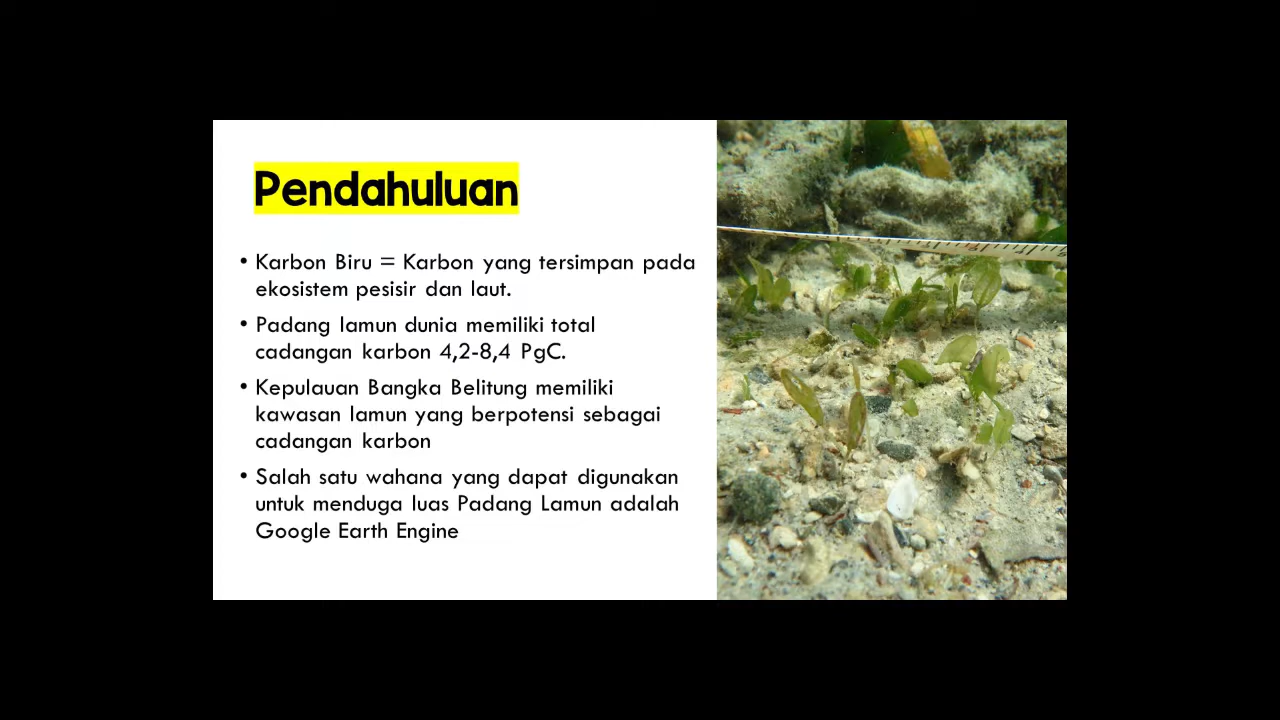 Pendahuluan
• Karbon Biru = Karbon yang tersimpan pada
ekosistem pesisir dan laut.
• Padang lamun dunia memiliki total
cadangan karbon 4,2-8,4 PgC.
• Kepulauan Bangka Belitung memiliki
kawasan lamun yang berpotensi sebagai
cadangan karbon
• Salah satu wahana yang dapat digunakan
untuk menduga luas Padang Lamun adalah
Google Earth Engine